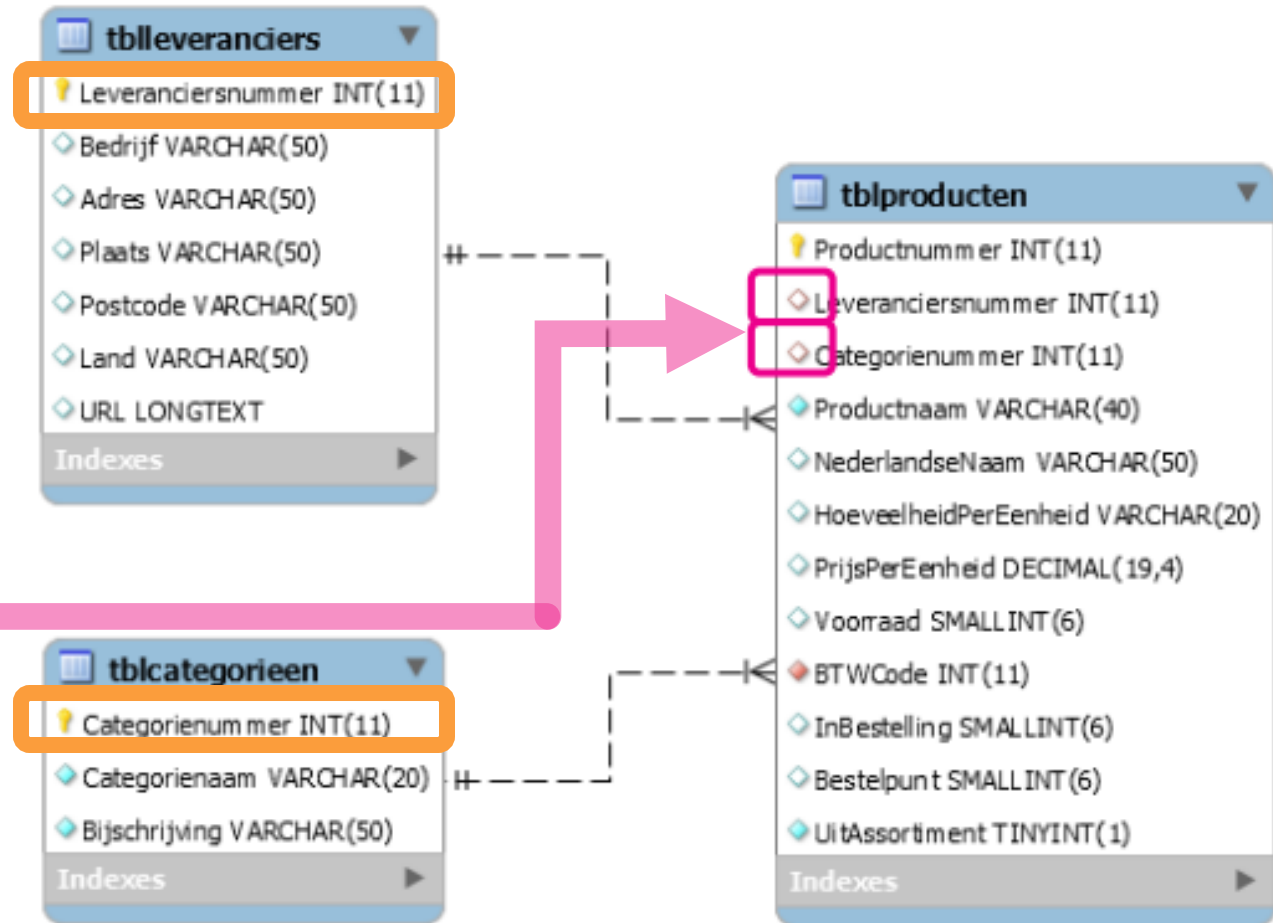 tblleveranciers
Leveranciersnummer INT(11)
Bedrijf VARCHAR(50)
Adres VARCHAR(50)
Plaats VARCHAR(50)
Postcode VARCHAR(50)
Land VARCHAR(50)
URL LONGTEXT
Indexes
tblcategorieen
Categorienummer INT(11)
Categorienaam VARCHAR(20)
Bijschrijving VARCHAR(50)
Indexes
tblproducten
Productnummer INT(11)
Leveranciersnummer INT(11)
Categorienummer INT(11)
Productnaam VARCHAR(40)
NederlandseNaam VARCHAR(50)
HoeveelheidPerEenheid VARCHAR(20)
PrijsPerEenheid DECIMAL(19,4)
Voorraad SMALLINT(6)
BTWCode INT(11)
InBestelling SMALLINT(6)
Bestelpunt SMALLINT(6)
UitAssortiment TINYINT(1)
Indexes